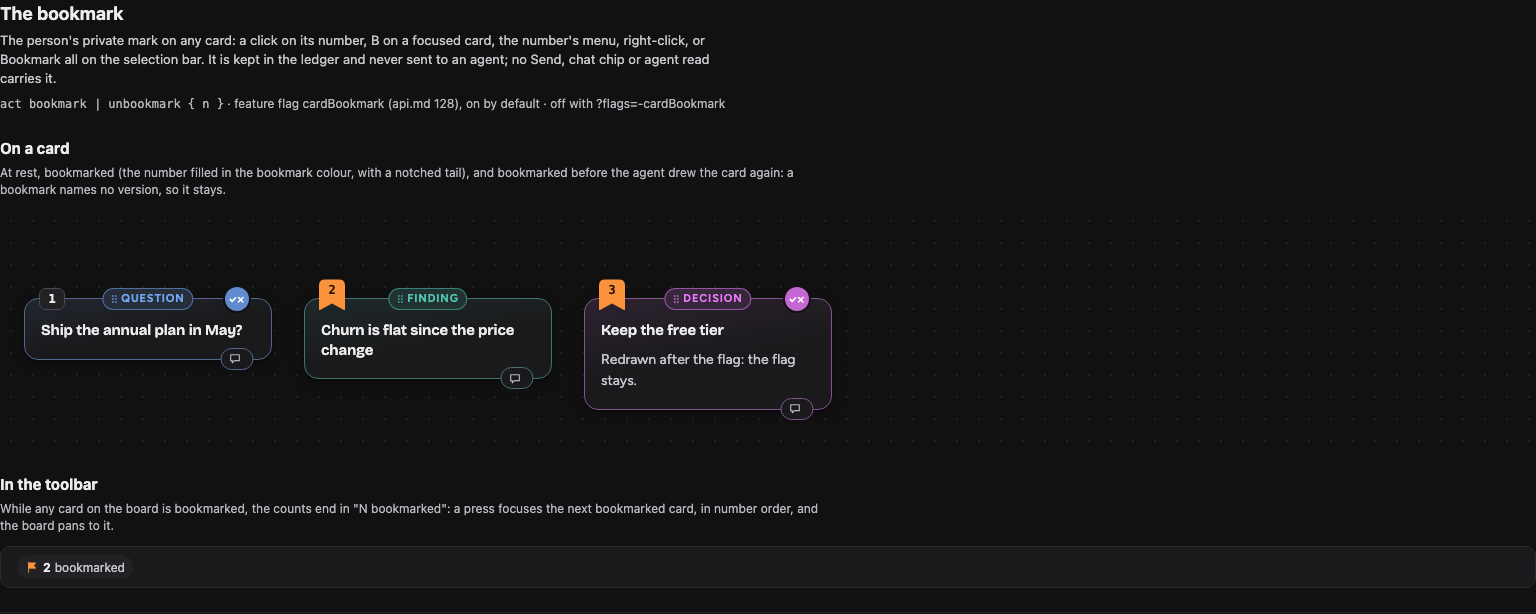 The bookmark
The person's private mark on any card: a click on its number, B on a focused card, the number's menu, right-click, or
Bookmark all on the selection bar. It is kept in the ledger and never sent to an agent; no Send, chat chip or agent read
carries it.
act bookmark | unbookmark { n } · feature flag cardBookmark (api.md 128), on by default · off with ?flags=-cardBookmark
On a card
At rest, bookmarked (the number filled in the bookmark colour, with a notched tail), and bookmarked before the agent drew the card again: a
bookmark names no version, so it stays.
1
QUESTION
Ship the annual plan in May?
2
FINDING
Churn is flat since the price
change
3
DECISION
Keep the free tier
Redrawn after the flag: the flag
stays.
In the toolbar
While any card on the board is bookmarked, the counts end in "N bookmarked": a press focuses the next bookmarked card, in number order, and
the board pans to it.
2 bookmarked